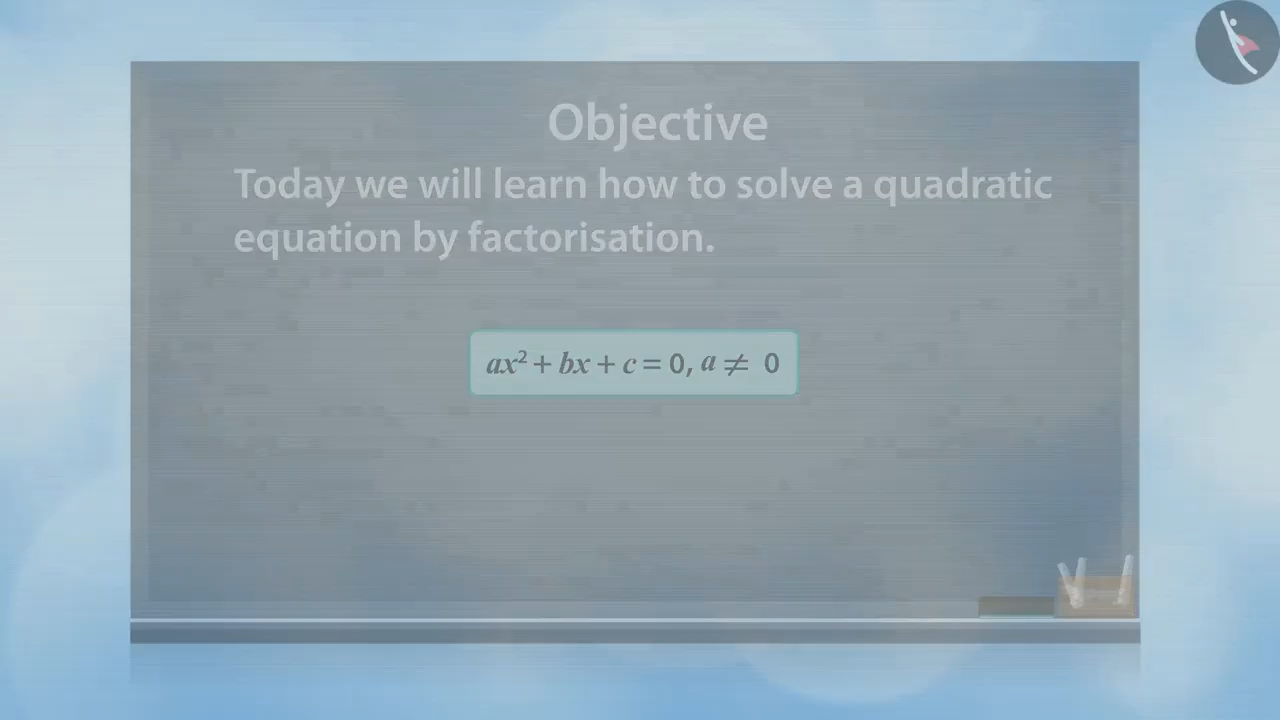 Objective
Today we will learn how to solve a quadratic
equation by factorisation.
ax² + bx + c = 0, a ≠ 0